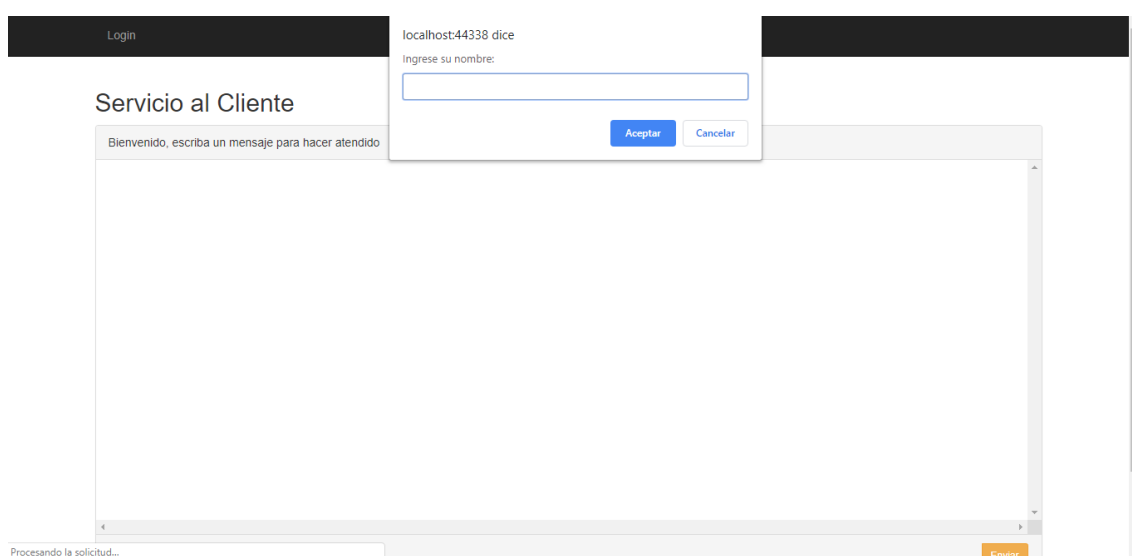 Login
localhost:44338 dice
Ingrese su nombre:
Aceptar Cancelar
Servicio al Cliente
Bienvenido, escriba un mensaje para hacer atendido
Procesando la solicitud...
Enviar